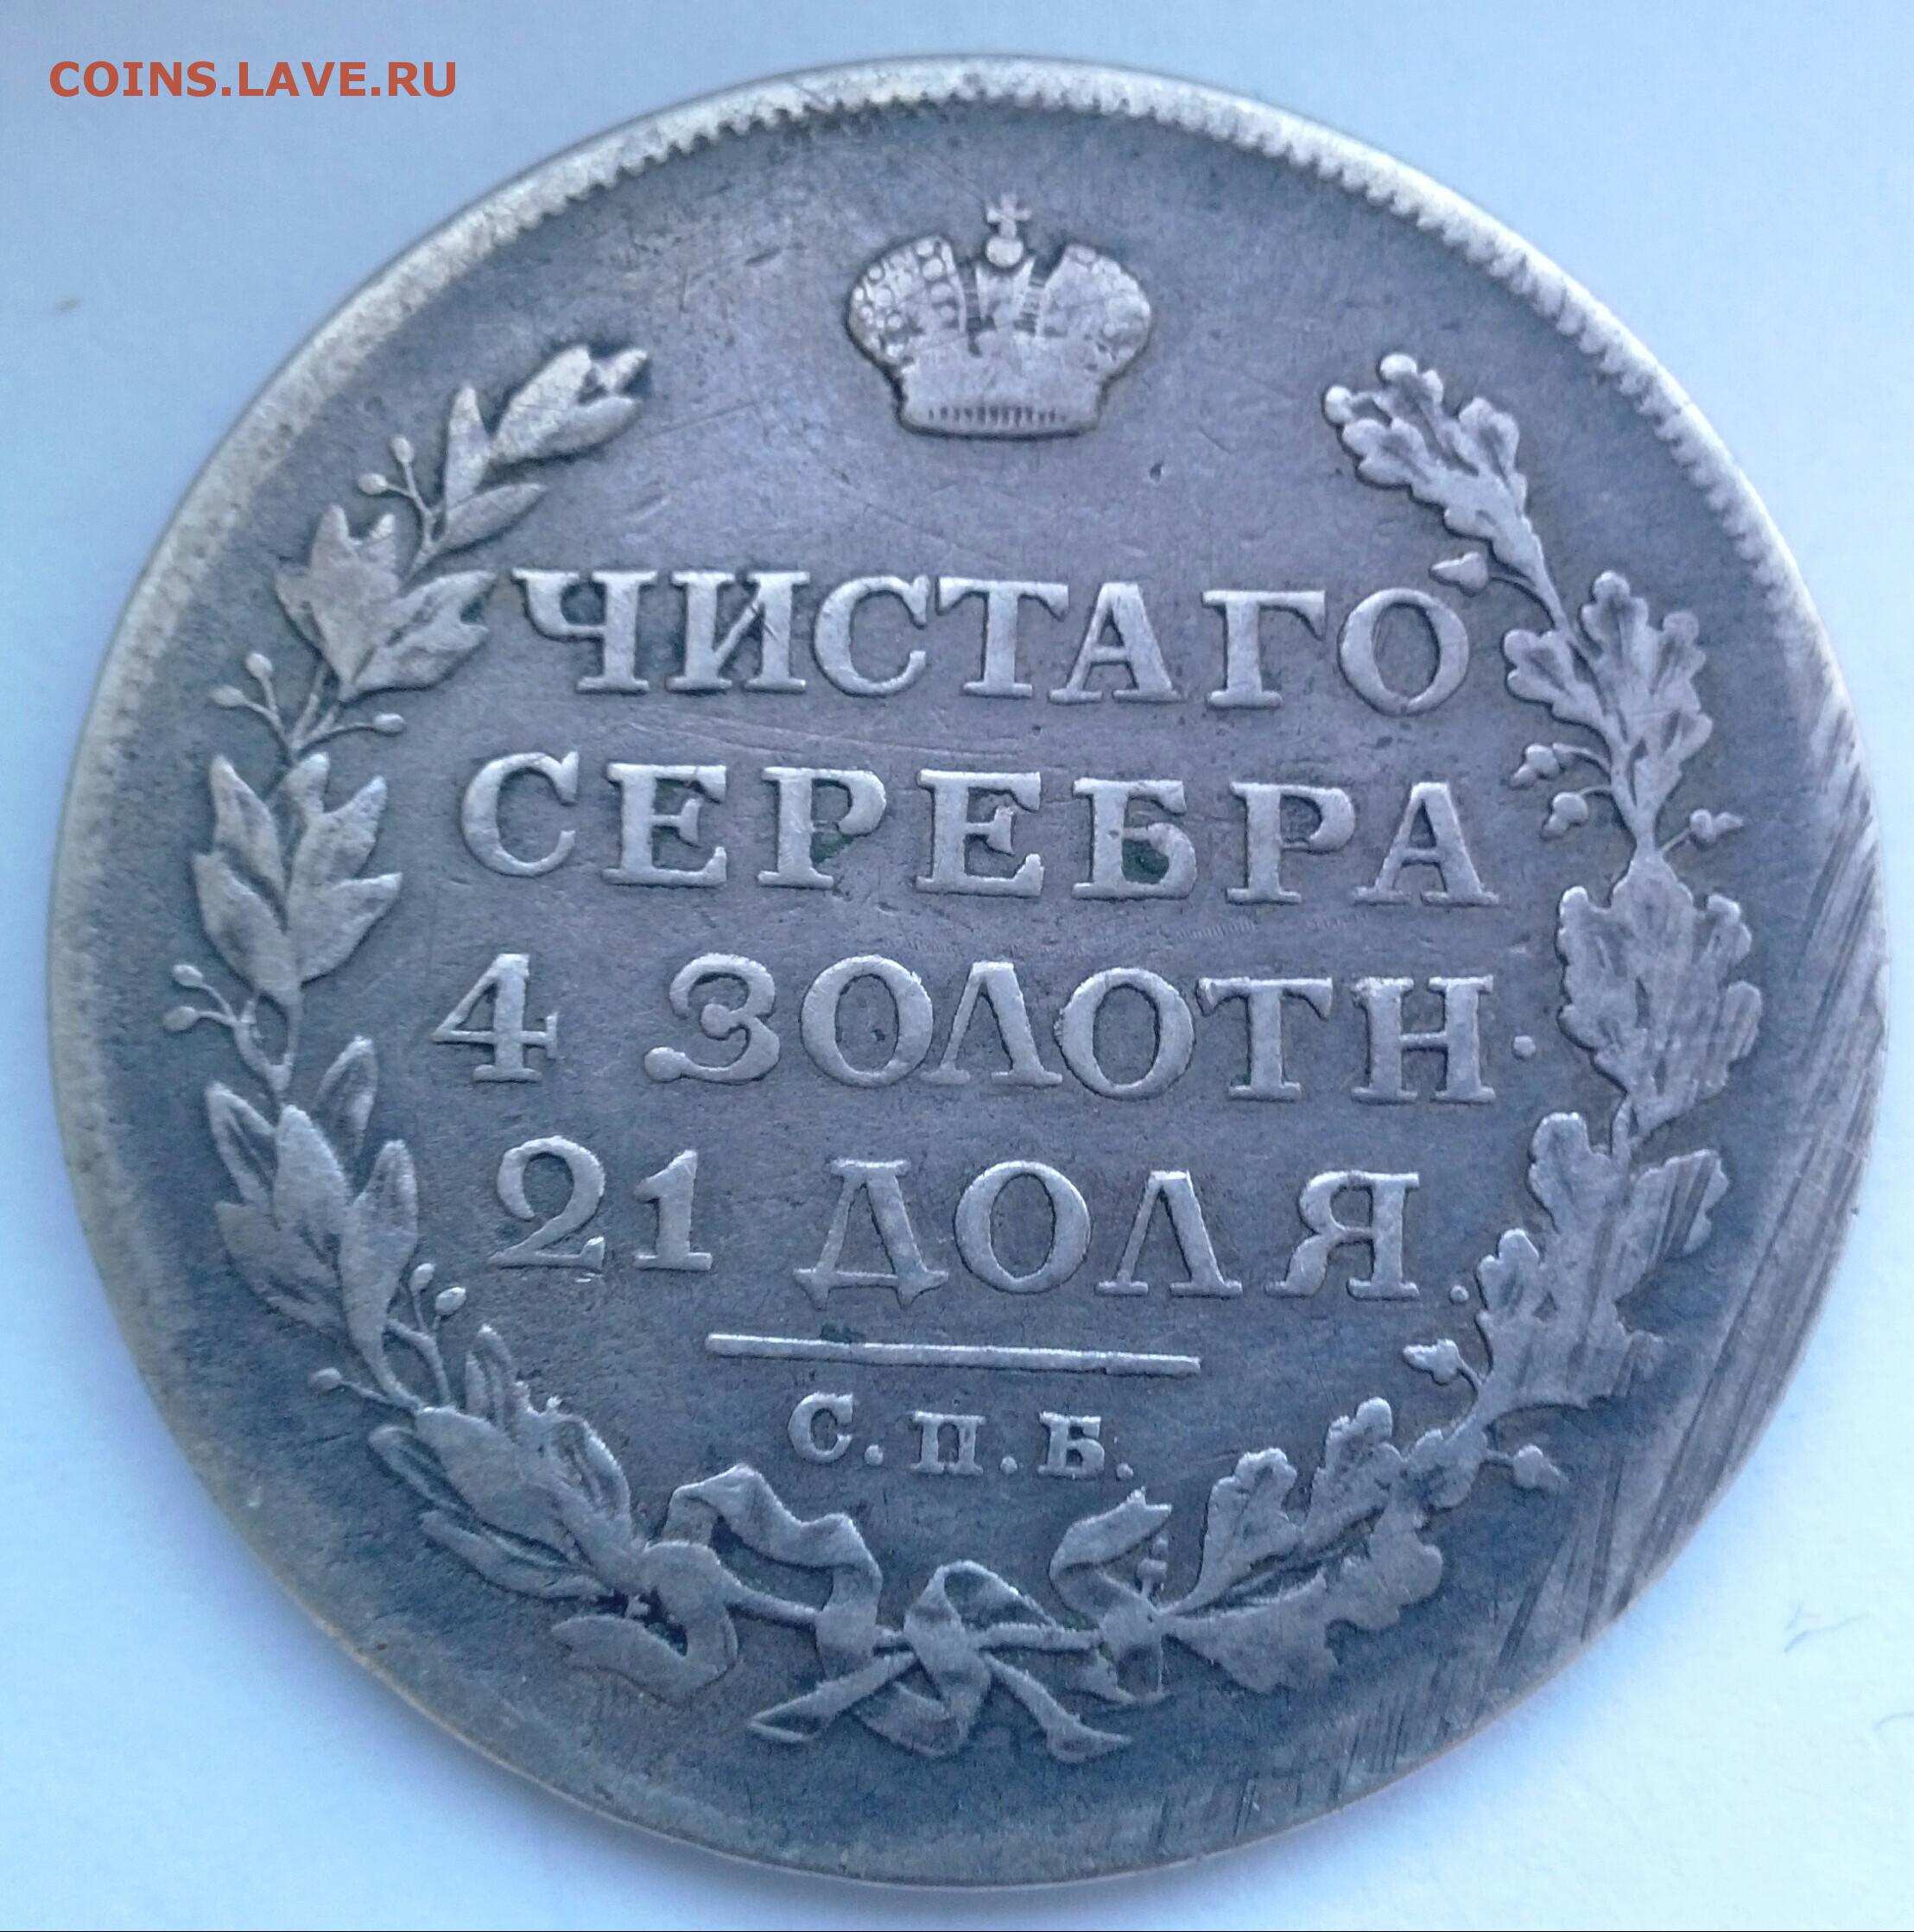 COINS.LAVE.RU
ЧИСТАГО
СЕРЕБРА
4 ЗОЛОТН.
21 ДОЛЯ.
С.П.Б.